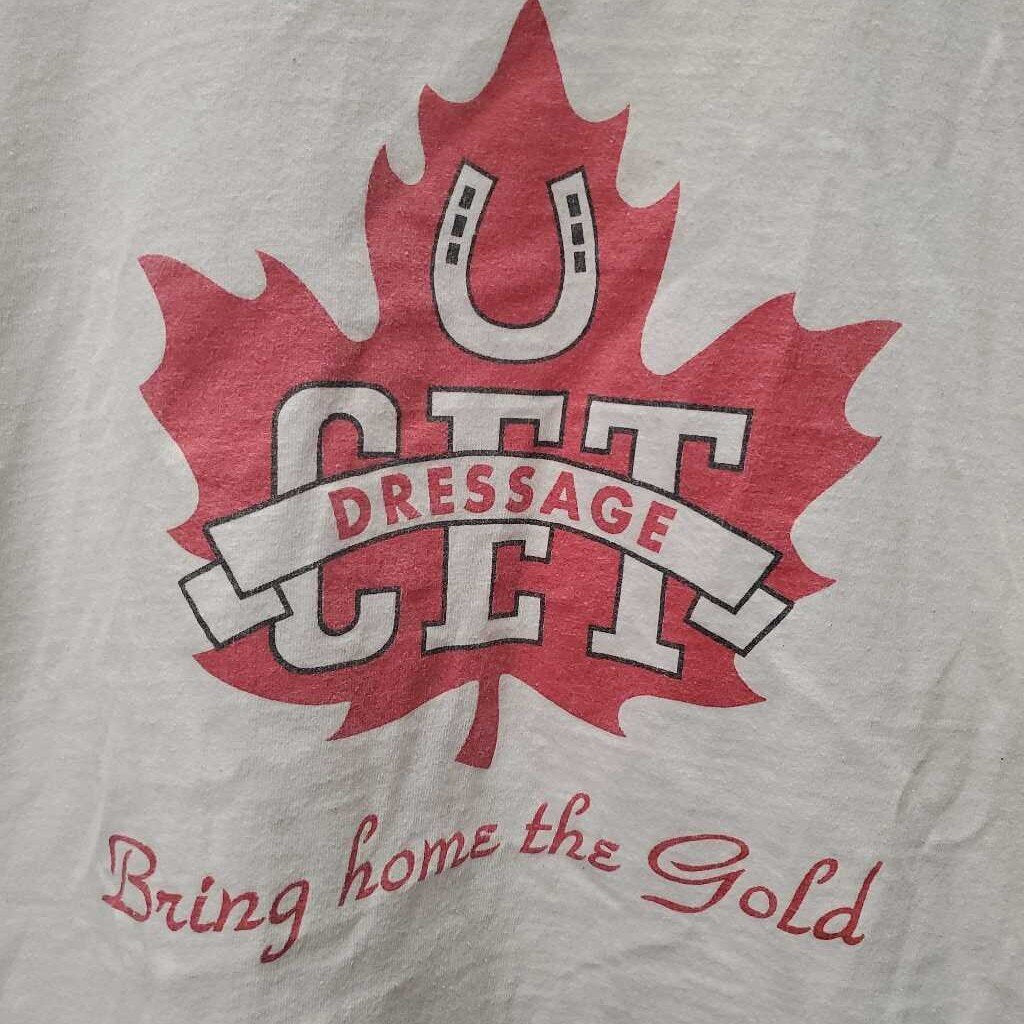 CET
DRESSAGE
Bring home the Gold